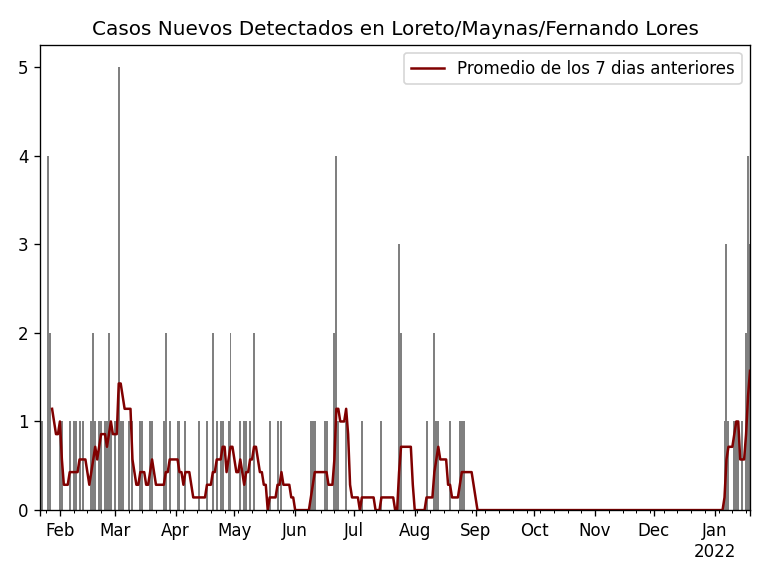 Casos Nuevos Detectados en Loreto/Maynas/Fernando Lores
Promedio de los 7 dias anteriores
5
4
3
2
1
0
Feb Mar Apr May Jun Jul Aug Sep Oct Nov Dec Jan
2022